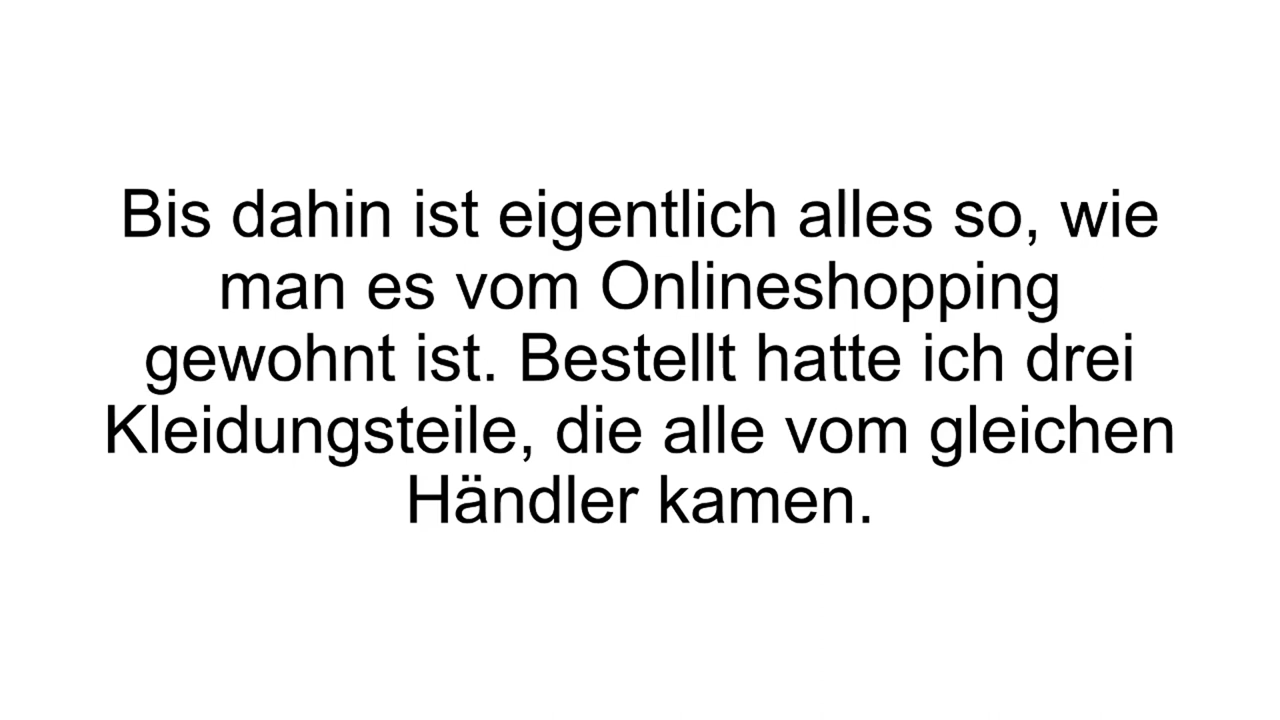 Bis dahin ist eigentlich alles so, wie
man es vom Onlineshopping
gewohnt ist. Bestellt hatte ich drei
Kleidungsteile, die alle vom gleichen
Händler kamen.